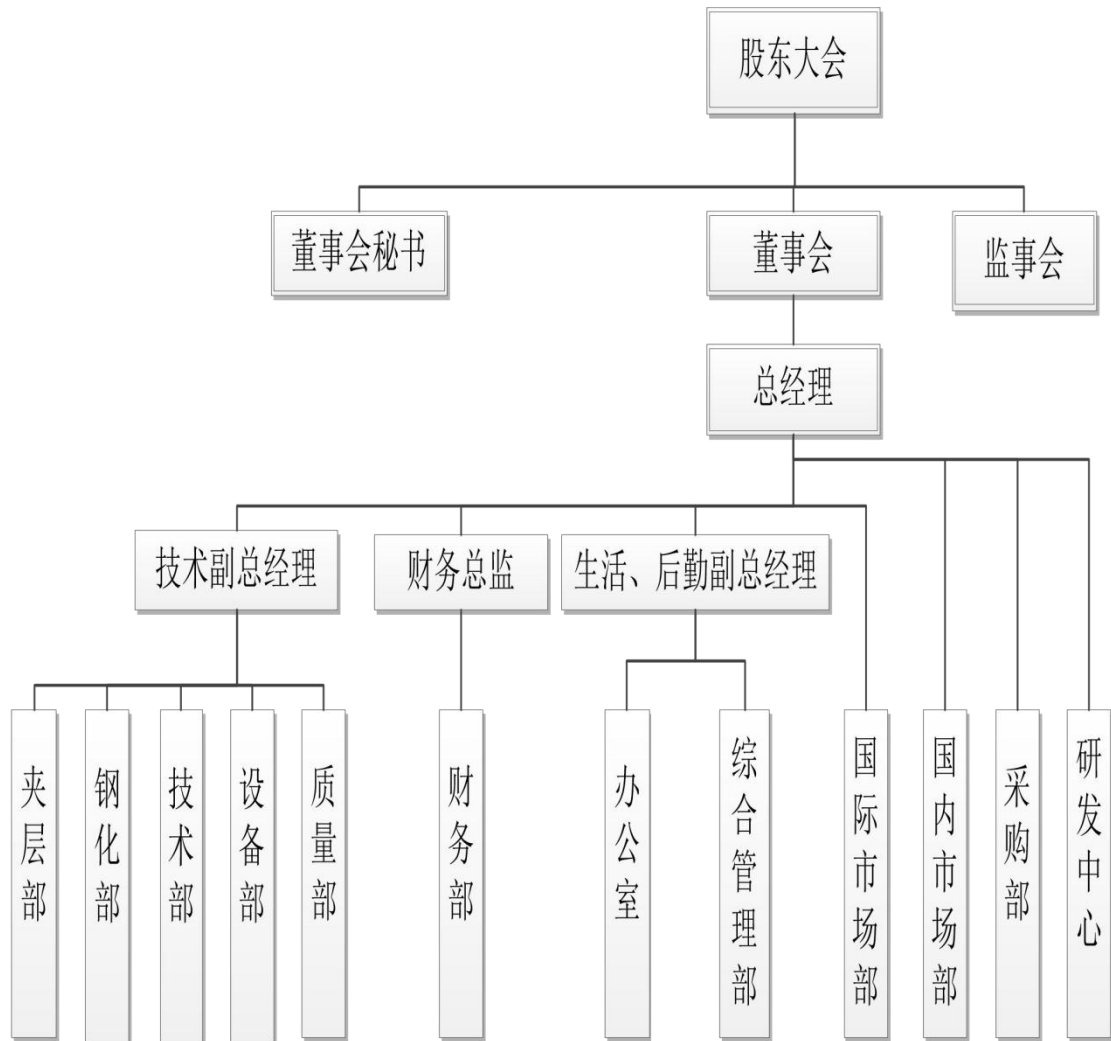 股东大会
董事会秘书
董事会
监事会
总经理
技术副总经理
财务总监
生活、后勤副总经理
夹层部
钢化部
技术部
设备部
质量部
财务部
办公室
综合管理部
国际市场部
国内市场部
采购部
研发中心